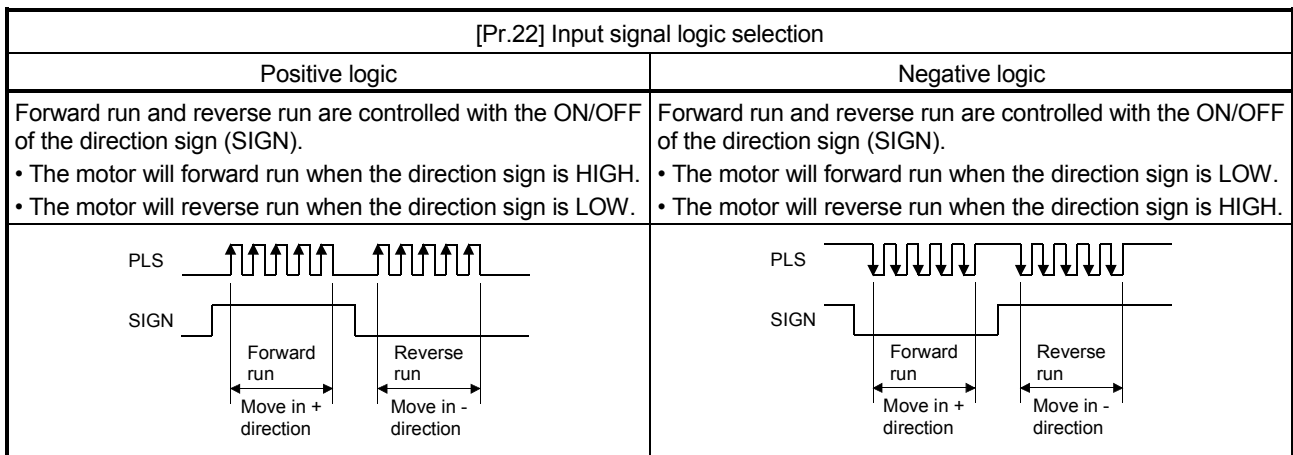 [Pr.22] Input signal logic selection
Positive logic
Negative logic
Forward run and reverse run are controlled with the ON/OFF
of the direction sign (SIGN).
• The motor will forward run when the direction sign is HIGH.
• The motor will reverse run when the direction sign is LOW.
Forward run and reverse run are controlled with the ON/OFF
of the direction sign (SIGN).
• The motor will forward run when the direction sign is LOW.
• The motor will reverse run when the direction sign is HIGH.
PLS
SIGN
Forward
run
Reverse
run
Move in +
direction
Move in -
direction
PLS
SIGN
Forward
run
Reverse
run
Move in +
direction
Move in -
direction